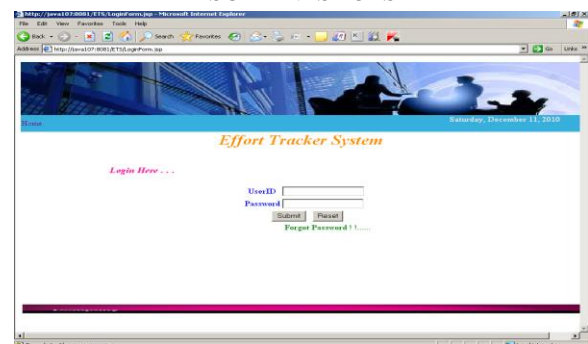 http://java107:8081/ETS/LoginForm.jsp - Microsoft Internet Explorer
File Edit View Favorites Tools Help
Back Search Favorites
Address http://java107:8081/ETS/LoginForm.jsp Go Links
Home Saturday, December 11, 2010
Effort Tracker System
Login Here . . .
UserID
Password
Submit Reset
Forgot Password ! !......